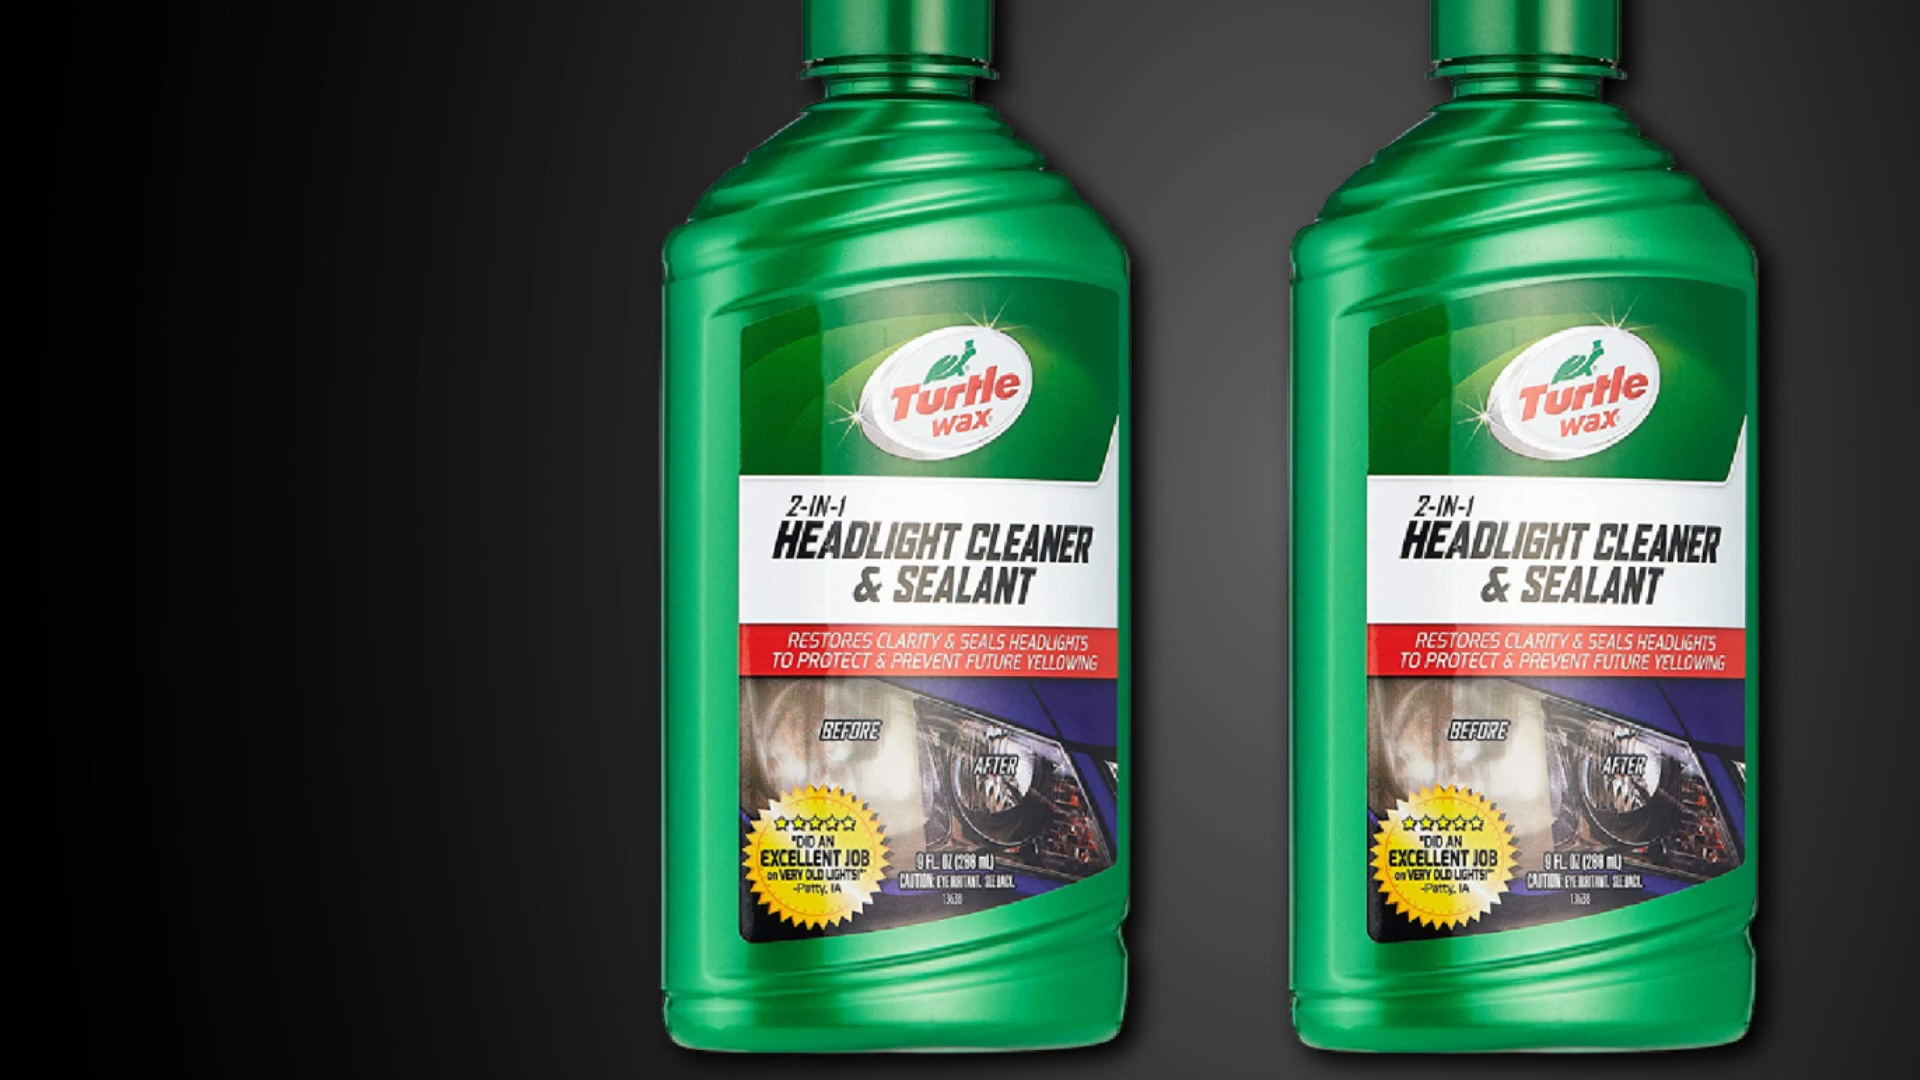 Turtle
wax
2-IN-1
HEADLIGHT CLEANER
& SEALANT
RESTORES CLARITY & SEALS HEADLIGHTS
TO PROTECT & PREVENT FUTURE YELLOWING
BEFORE
AFTER
"DID AN
EXCELLENT JOB
on VERY OLD LIGHTS!"
-Patty, IA
9 FL. OZ (266 mL)
CAUTION: EYE IRRITANT. SEE BACK.
13638
Turtle
wax
2-IN-1
HEADLIGHT CLEANER
& SEALANT
RESTORES CLARITY & SEALS HEADLIGHTS
TO PROTECT & PREVENT FUTURE YELLOWING
BEFORE
AFTER
"DID AN
EXCELLENT JOB
on VERY OLD LIGHTS!"
-Patty, IA
9 FL. OZ (266 mL)
CAUTION: EYE IRRITANT. SEE BACK.
13638